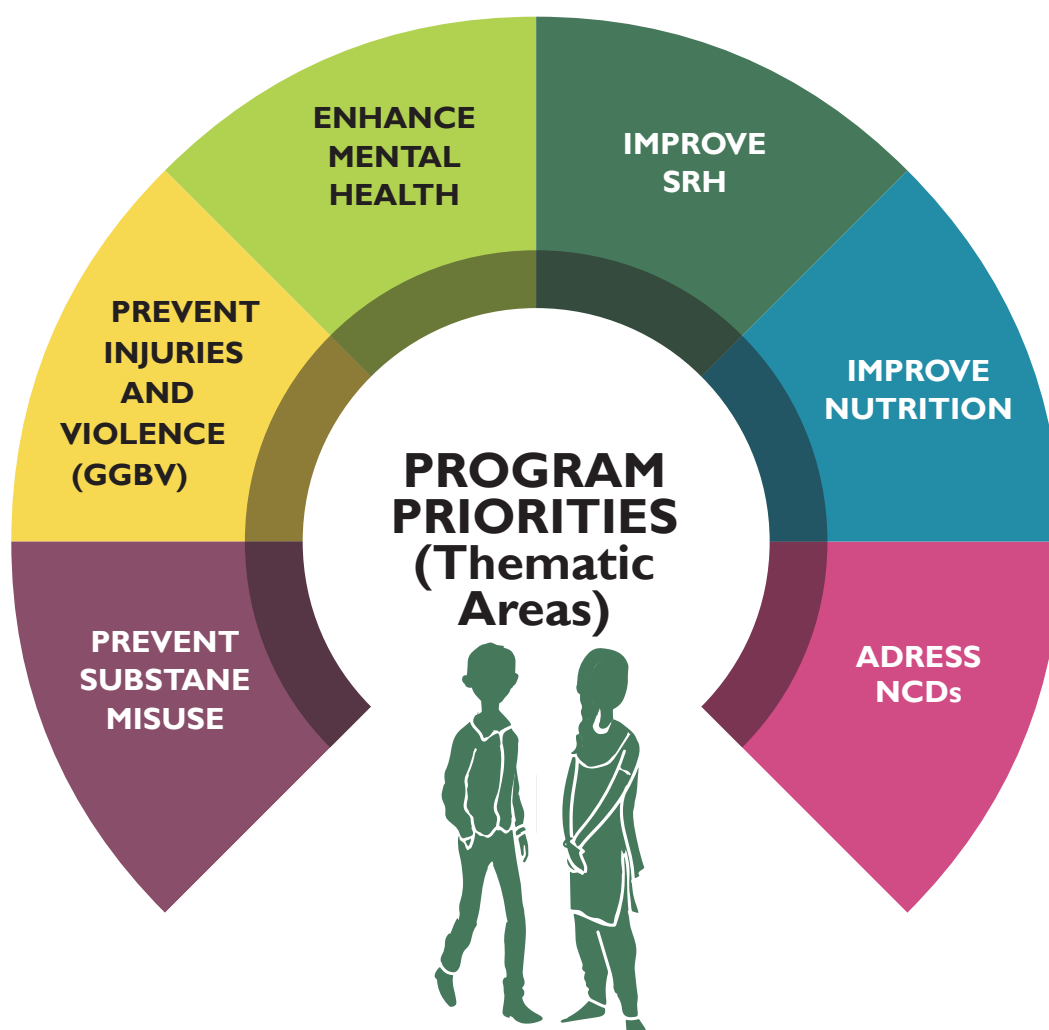 ENHANCE
MENTAL
HEALTH
IMPROVE
SRH
PREVENT
INJURIES
AND
VIOLENCE
(GGBV)
IMPROVE
NUTRITION
PROGRAM
PRIORITIES
(Thematic
Areas)
PREVENT
SUBSTANE
MISUSE
ADRESS
NCDs